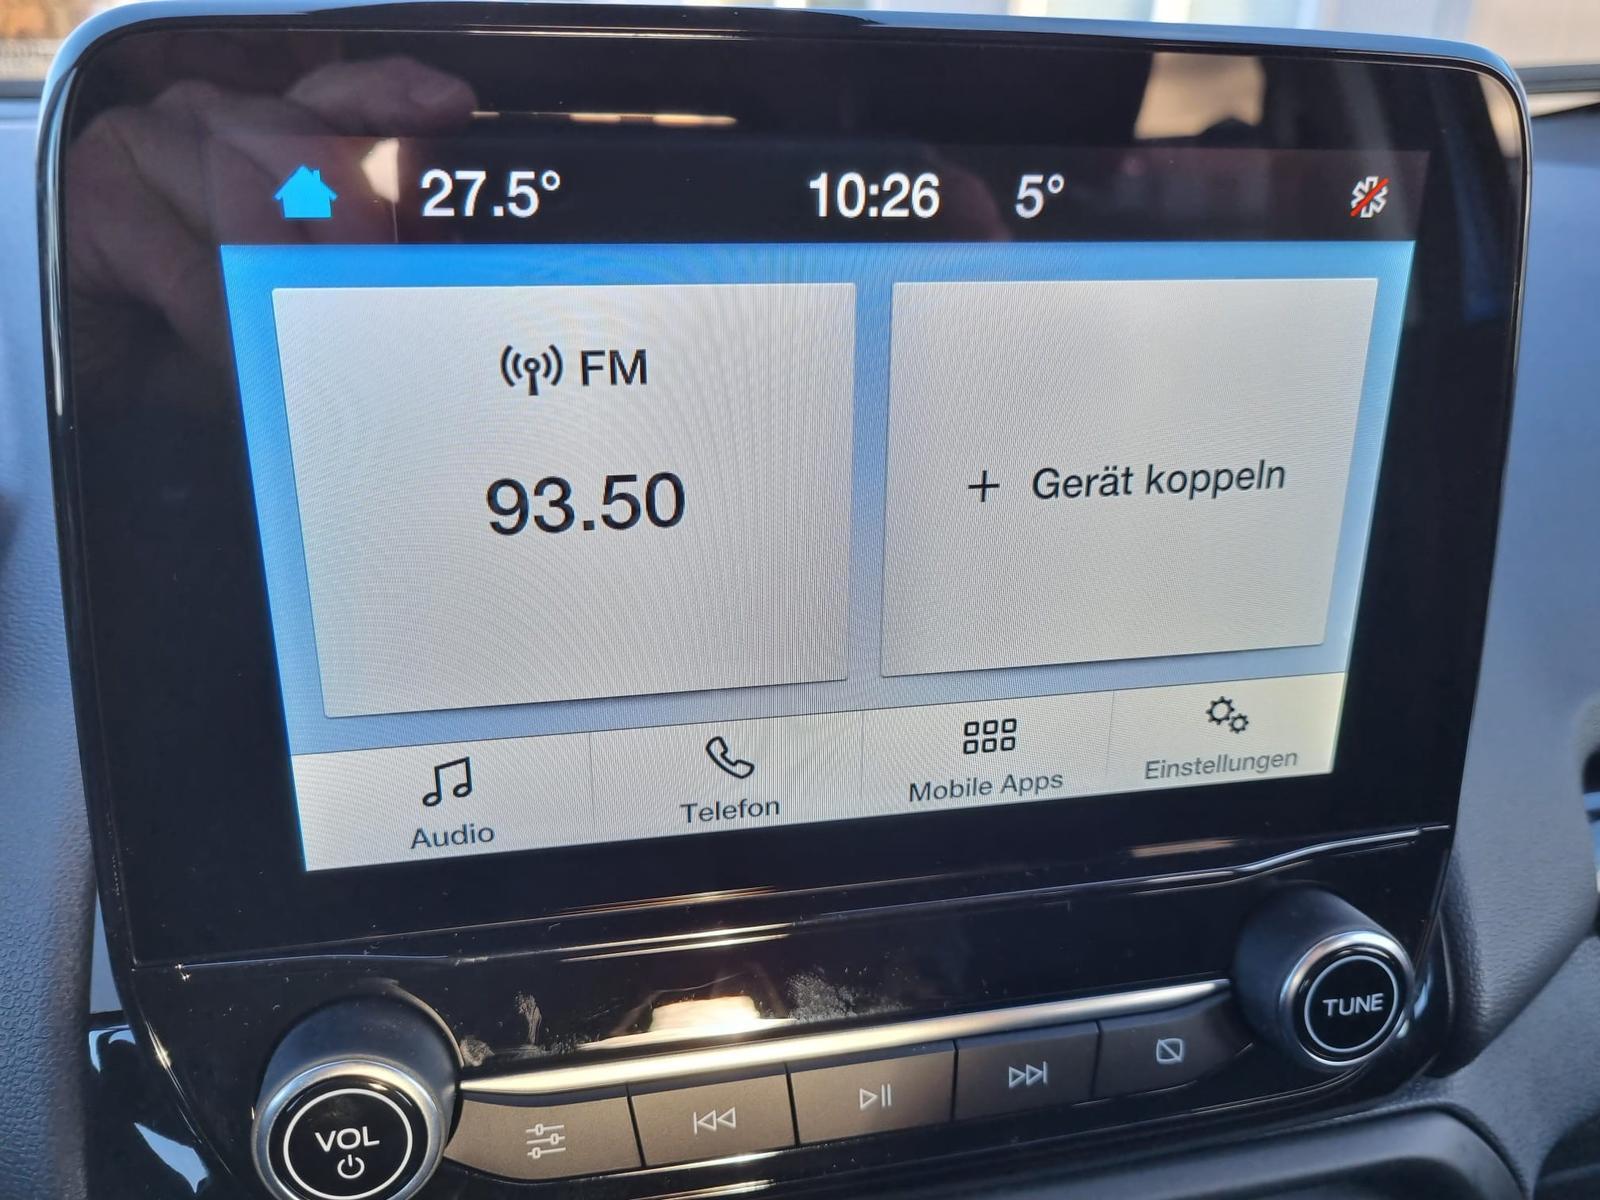 27.5° 10:26 5°
FM
93.50
+ Gerät koppeln
Audio
Telefon
Mobile Apps
Einstellungen
TUNE
VOL